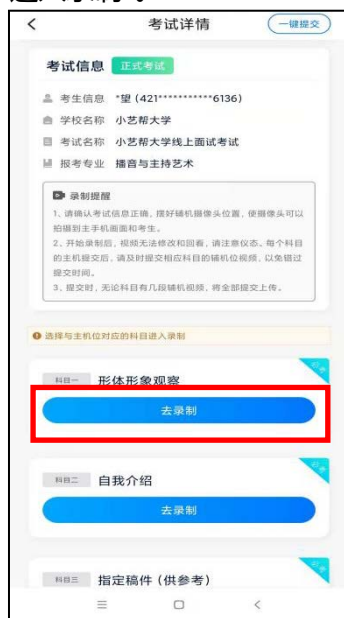 考试详情
一键提交
考试信息 正式考试
考生信息 *望 (421***********6136)
学校名称 小艺帮大学
考试名称 小艺帮大学线上面试考试
报考专业 播音与主持艺术
录制提醒
1、请确认考试信息正确，摆好辅机摄像头位置，使摄像头可以
拍摄到主手机画面和考生。
2、开始录制后，视频无法修改和回看，请注意仪态。每个科目
的主机提交后，请及时提交相应科目的辅机位视频，以免错过
提交时间。
3、提交时，无论科目有几段辅机视频，将全部提交上传。
选择与主机位对应的科目进入录制
必考
科目一 形体形象观察
去录制
必考
科目二 自我介绍
去录制
必考
科目三 指定稿件（供参考）